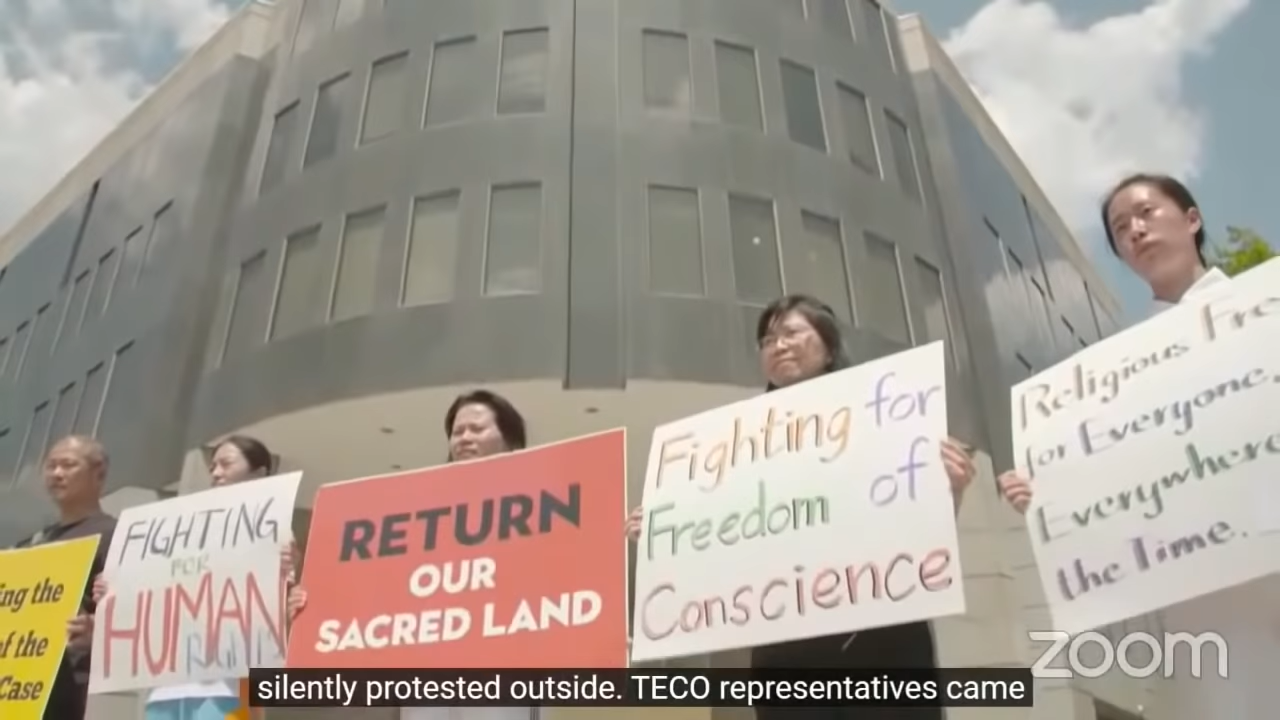 ing the
f the
Case
FIGHTING
FOR
HUMAN
RIGHTS
RETURN
OUR
SACRED LAND
Fighting for
Freedom of
Conscience
Religious Fre
for Everyone,
Everywhere
the Time.
zoom
silently protested outside. TECO representatives came